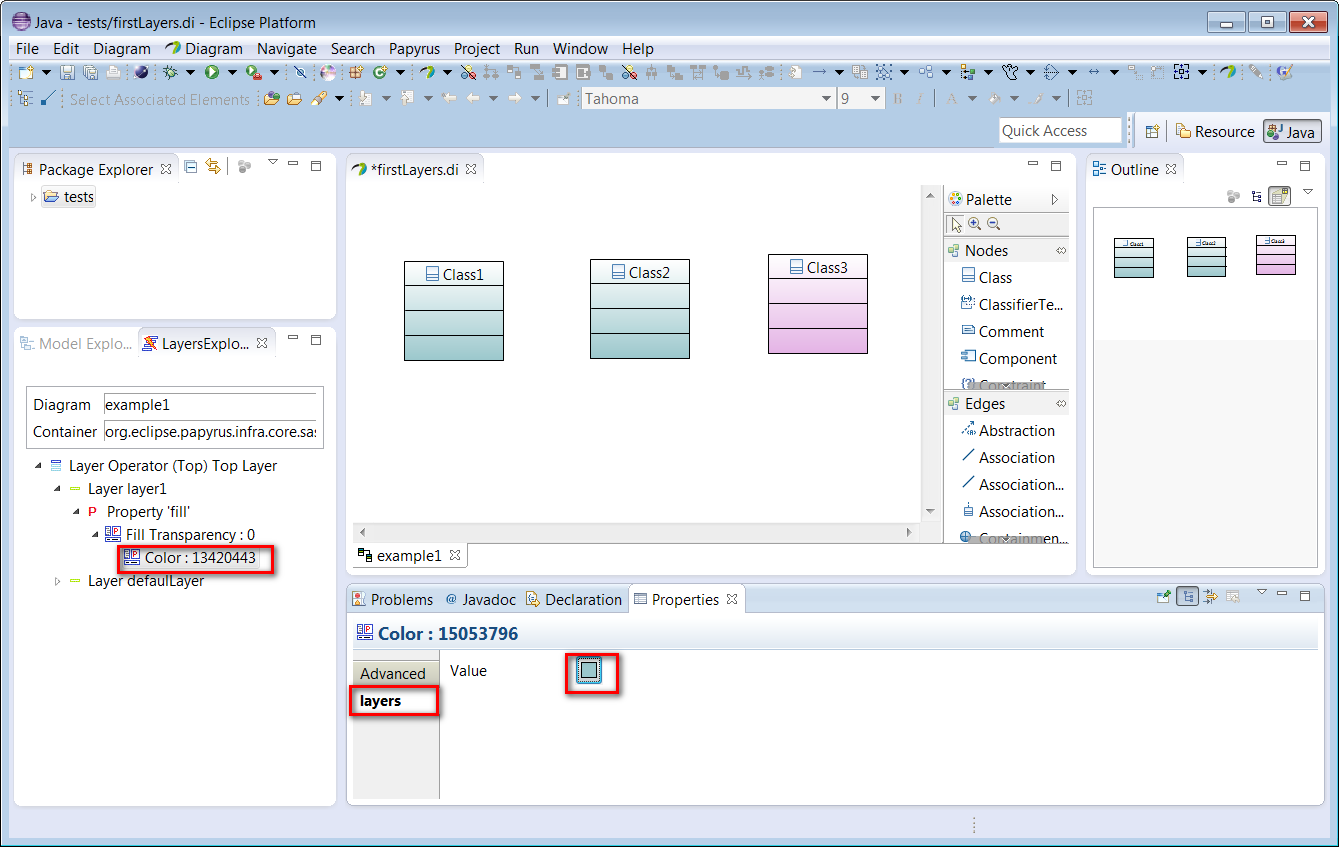 Java - tests/firstLayers.di - Eclipse Platform
File Edit Diagram Diagram Navigate Search Papyrus Project Run Window Help
Select Associated Elements Tahoma 9 B I A
Quick Access Resource Java
Package Explorer
tests
Model Explo... LayersExplo...
Diagram example1
Container org.eclipse.papyrus.infra.core.sas
Layer Operator (Top) Top Layer
Layer layer1
P Property 'fill'
Fill Transparency : 0
Color : 13420443
Layer defaulLayer
*firstLayers.di
Class1
Class2
Class3
Palette
Nodes
Class
ClassifierTe...
Comment
Component
Constraint
Edges
Abstraction
Association
Association...
Association...
Containmen...
example1
Outline
Class1
Class2
Class3
Problems @ Javadoc Declaration Properties
Color : 15053796
Advanced
layers
Value